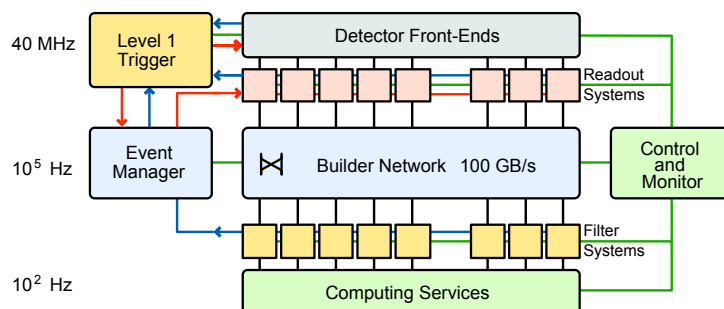 40 MHz
Level 1
Trigger
Detector Front-Ends
Readout
Systems
10⁵ Hz
Event
Manager
Builder Network 100 GB/s
Control
and
Monitor
Filter
Systems
10² Hz
Computing Services